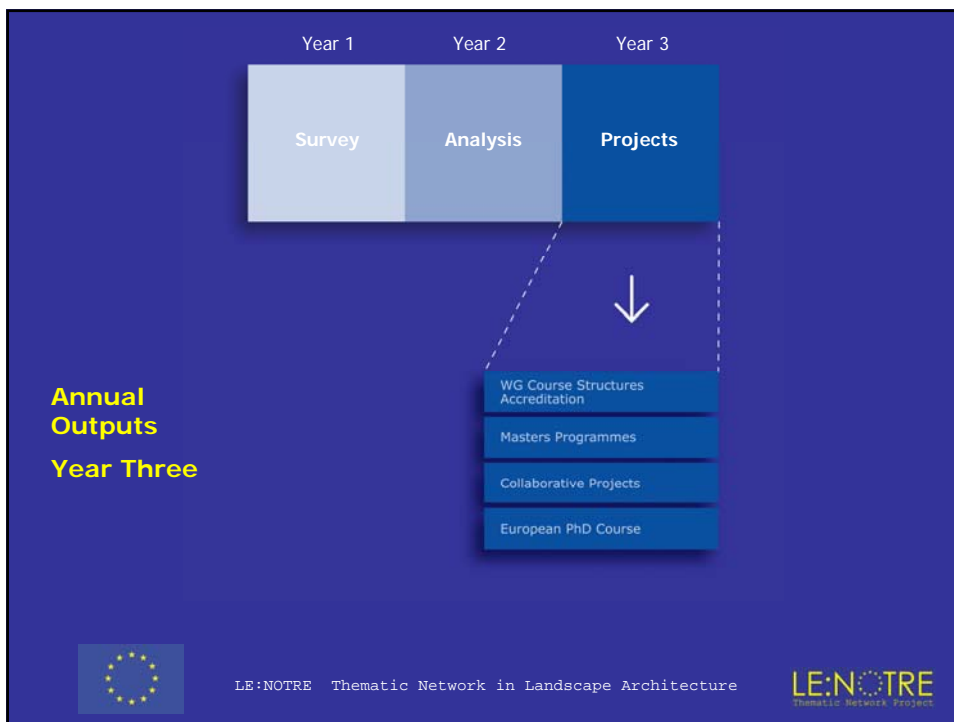 Year 1 Year 2 Year 3
Survey Analysis Projects
WG Course Structures
Accreditation
Masters Programmes
Collaborative Projects
European PhD Course
Annual
Outputs
Year Three
LE:NOTRE Thematic Network in Landscape Architecture
LE:NOTRE
Thematic Network Project